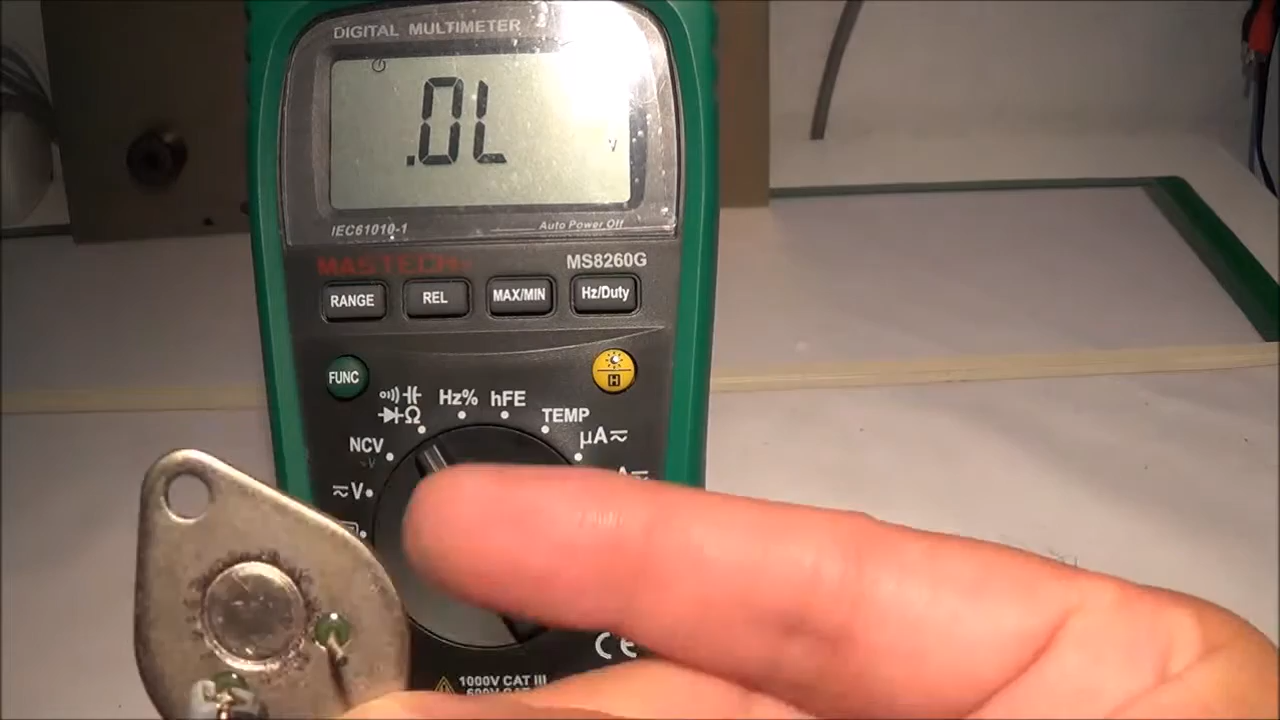 DIGITAL MULTIMETER
.0L
V
IEC61010-1 Auto Power Off
MASTECH
MS8260G
RANGE REL MAX/MIN Hz/Duty
FUNC
H
Hz% hFE
Ω
TEMP
NCV
µA
V
CE
1000V CAT III